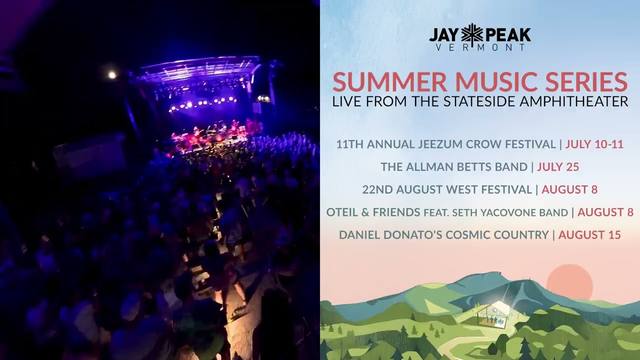 JAY PEAK
VERMONT
SUMMER MUSIC SERIES
LIVE FROM THE STATESIDE AMPHITHEATER
11TH ANNUAL JEEZUM CROW FESTIVAL | JULY 10-11
THE ALLMAN BETTS BAND | JULY 25
22ND AUGUST WEST FESTIVAL | AUGUST 8
OTEIL & FRIENDS FEAT. SETH YACOVONE BAND | AUGUST 8
DANIEL DONATO'S COSMIC COUNTRY | AUGUST 15